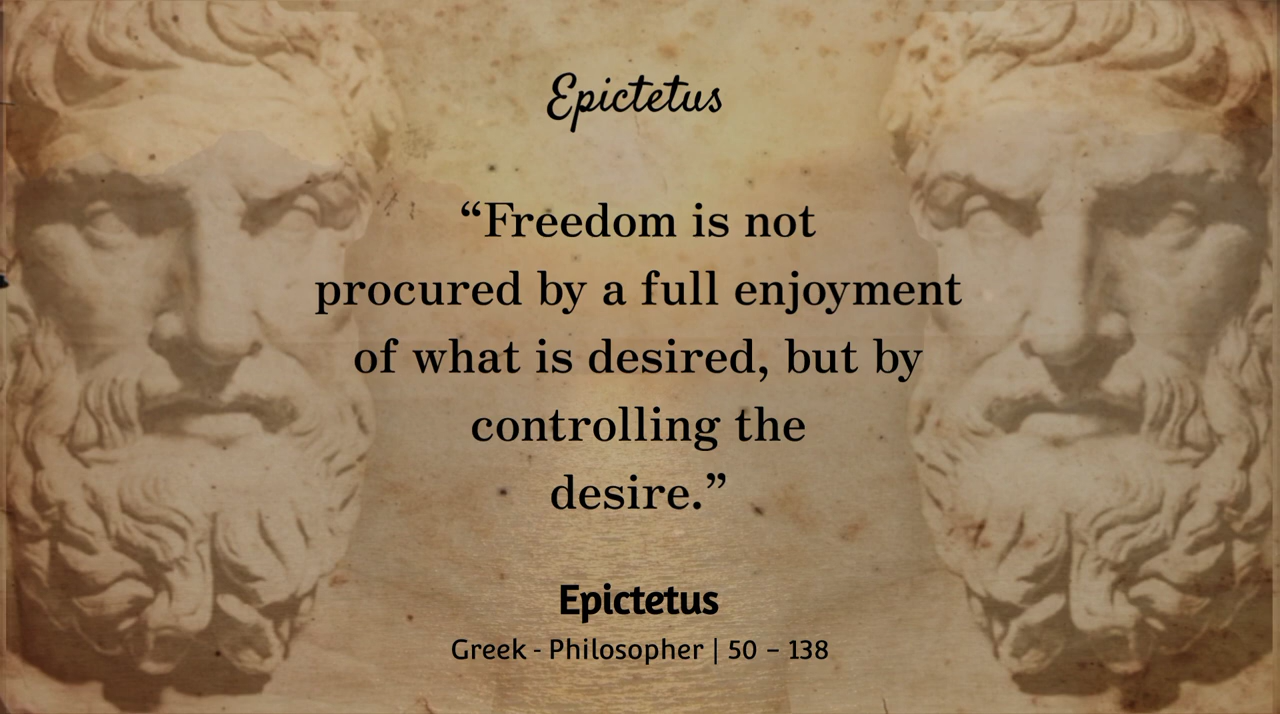 Epictetus
“Freedom is not
procured by a full enjoyment
of what is desired, but by
controlling the
desire.”
Epictetus
Greek - Philosopher | 50 – 138